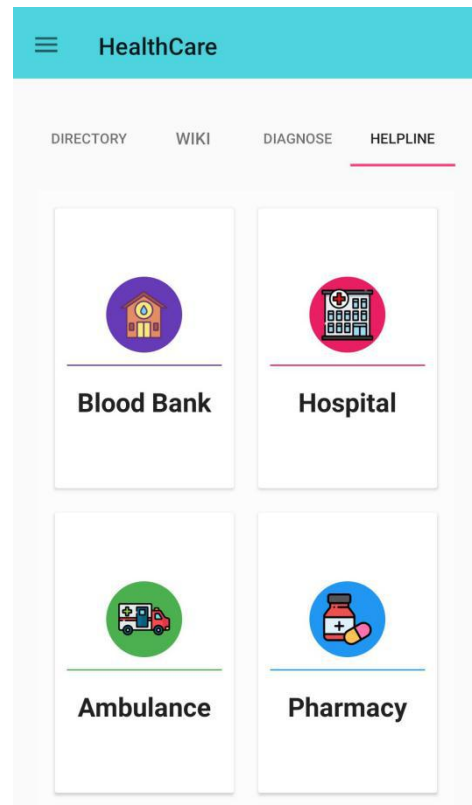 HealthCare
DIRECTORY WIKI DIAGNOSE HELPLINE
Blood Bank Hospital
Ambulance Pharmacy